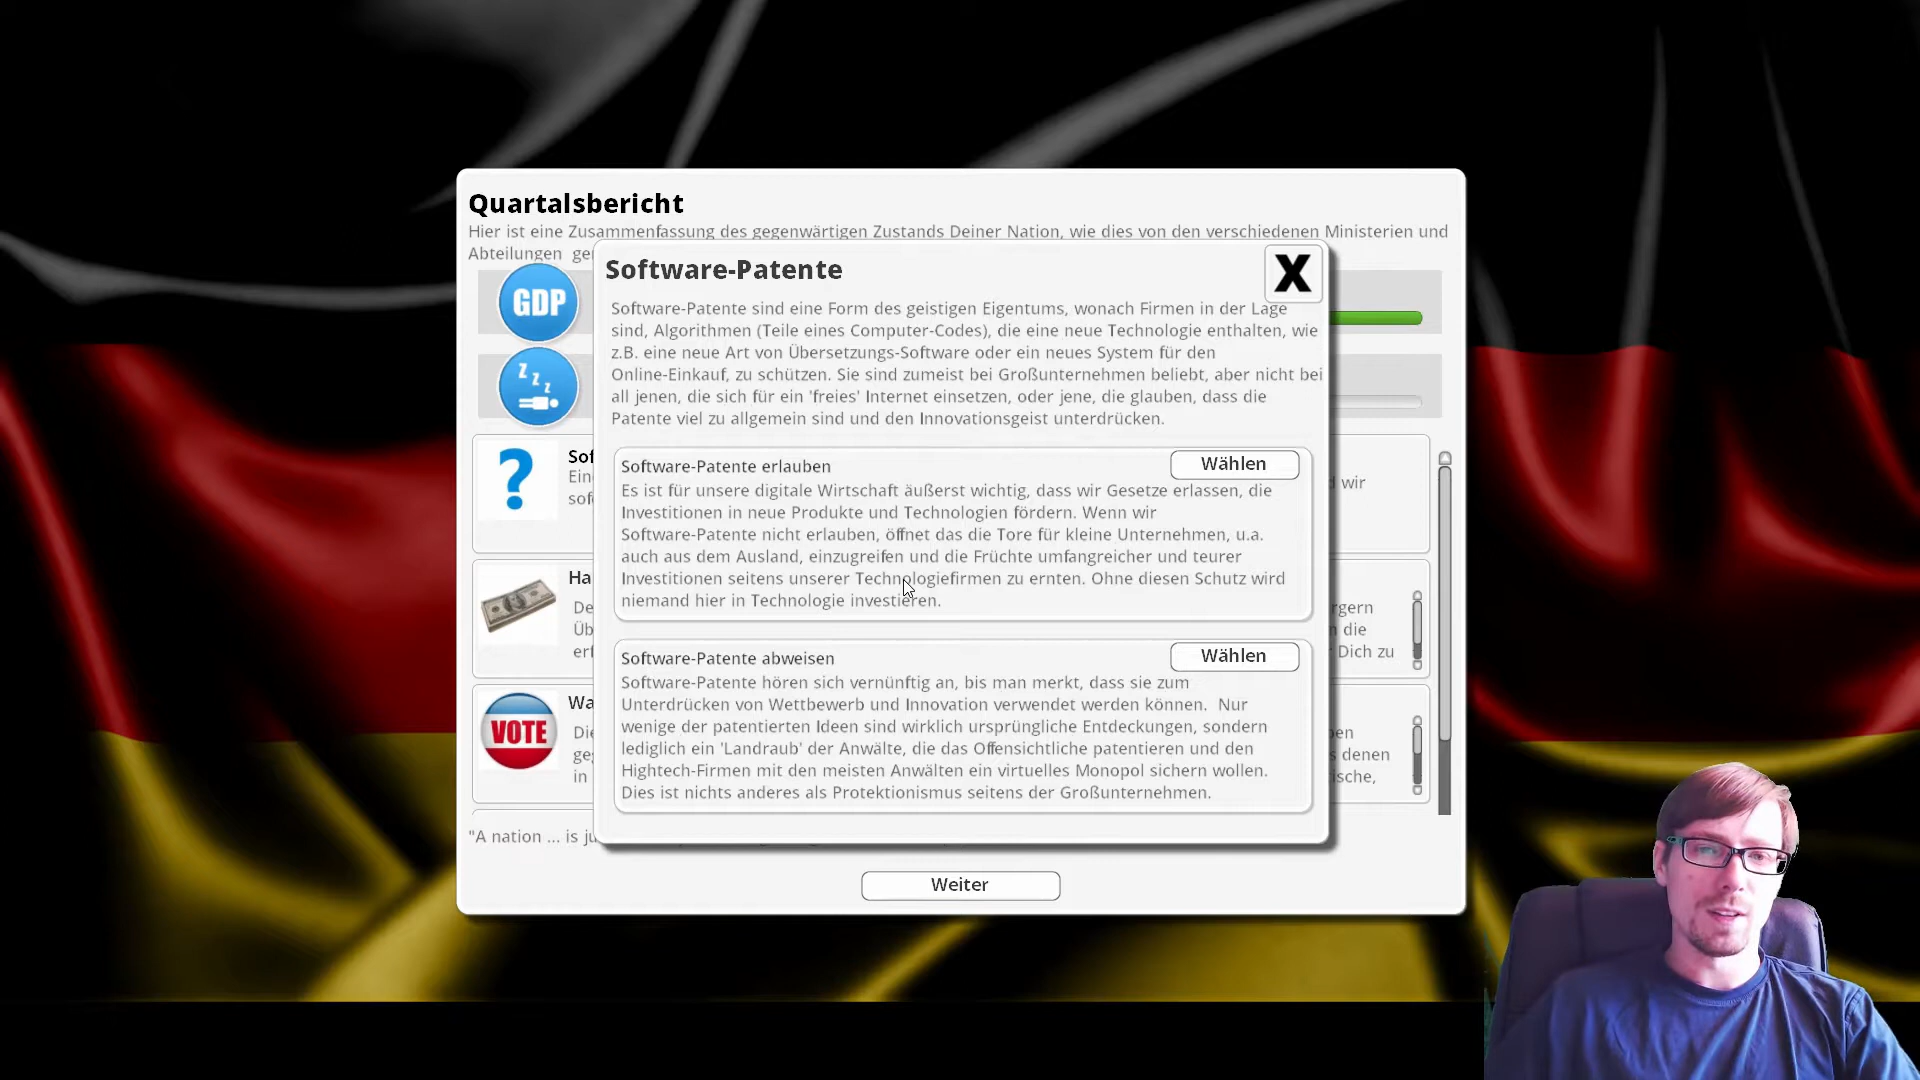 Quartalsbericht
Hier ist eine Zusammenfassung des gegenwärtigen Zustands Deiner Nation, wie dies von den verschiedenen Ministerien und
Abteilungen
GDP
Software-Patente
X
Software-Patente sind eine Form des geistigen Eigentums, wonach Firmen in der Lage
sind, Algorithmen (Teile eines Computer-Codes), die eine neue Technologie enthalten, wie
z.B. eine neue Art von Übersetzungs-Software oder ein neues System für den
Online-Einkauf, zu schützen. Sie sind zumeist bei Großunternehmen beliebt, aber nicht bei
all jenen, die sich für ein 'freies' Internet einsetzen, oder jene, die glauben, dass die
Patente viel zu allgemein sind und den Innovationsgeist unterdrücken.
Software-Patente erlauben
Wählen
Es ist für unsere digitale Wirtschaft äußerst wichtig, dass wir Gesetze erlassen, die
Investitionen in neue Produkte und Technologien fördern. Wenn wir
Software-Patente nicht erlauben, öffnet das die Tore für kleine Unternehmen, u.a.
auch aus dem Ausland, einzugreifen und die Früchte umfangreicher und teurer
Investitionen seitens unserer Technologiefirmen zu ernten. Ohne diesen Schutz wird
niemand hier in Technologie investieren.
Software-Patente abweisen
Wählen
Software-Patente hören sich vernünftig an, bis man merkt, dass sie zum
Unterdrücken von Wettbewerb und Innovation verwendet werden können. Nur
wenige der patentierten Ideen sind wirklich ursprüngliche Entdeckungen, sondern
lediglich ein 'Landraub' der Anwälte, die das Offensichtliche patentieren und den
Hightech-Firmen mit den meisten Anwälten ein virtuelles Monopol sichern wollen.
Dies ist nichts anderes als Protektionismus seitens der Großunternehmen.
?
wir
die
Dich zu
VOTE
denen
in
"A nation ... is
Weiter